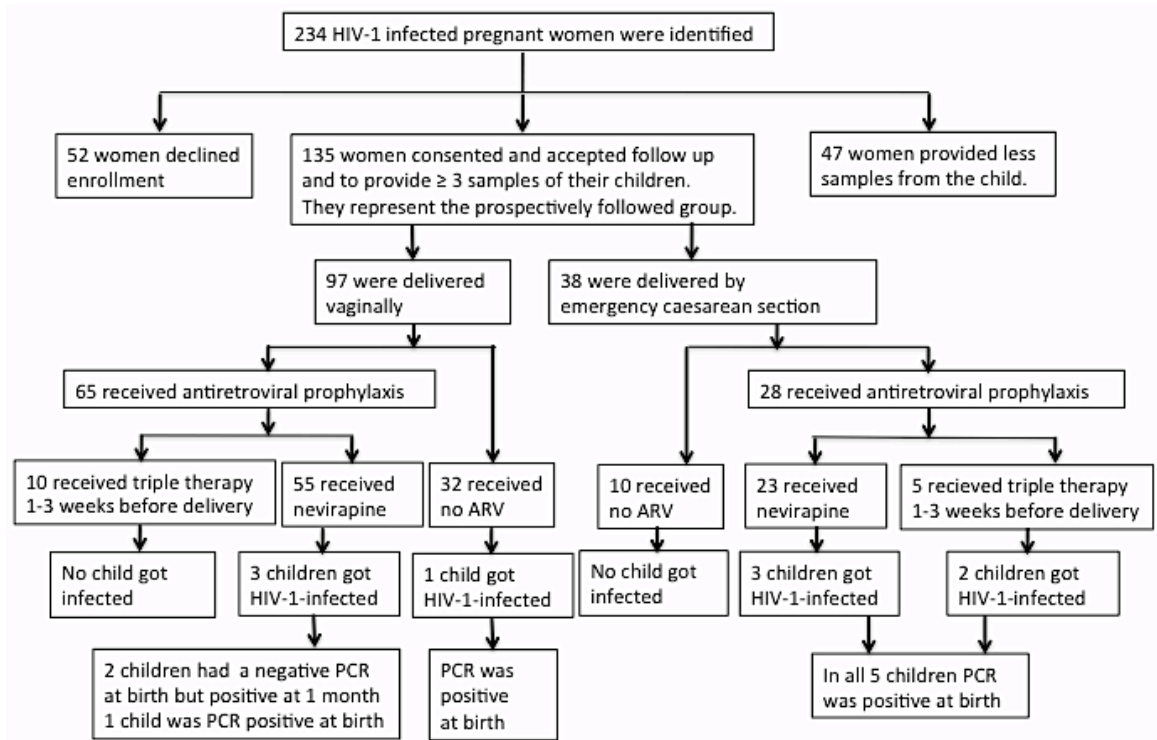 234 HIV-1 infected pregnant women were identified
52 women declined
enrollment
135 women consented and accepted follow up
and to provide ≥ 3 samples of their children.
They represent the prospectively followed group.
47 women provided less
samples from the child.
97 were delivered
vaginally
38 were delivered by
emergency caesarean section
65 received antiretroviral prophylaxis
28 received antiretroviral prophylaxis
10 received triple therapy
1-3 weeks before delivery
55 received
nevirapine
32 received
no ARV
10 received
no ARV
23 received
nevirapine
5 recieved triple therapy
1-3 weeks before delivery
No child got
infected
3 children got
HIV-1-infected
1 child got
HIV-1-infected
No child got
infected
3 children got
HIV-1-infected
2 children got
HIV-1-infected
2 children had a negative PCR
at birth but positive at 1 month
1 child was PCR positive at birth
PCR was
positive
at birth
In all 5 children PCR
was positive at birth